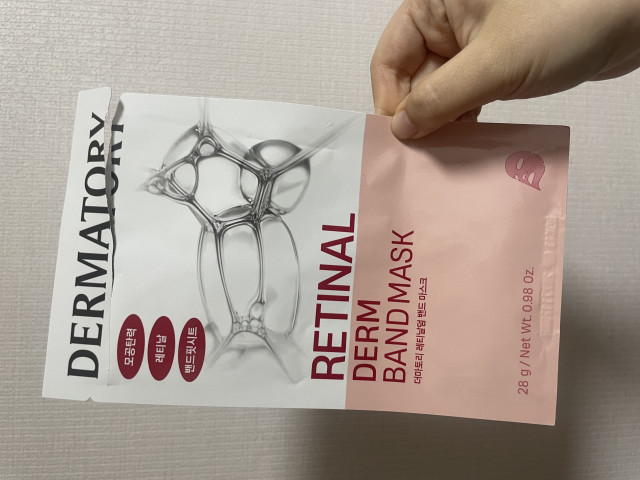 DERMATORY
모공탄력
레티날
밴드핏시트
RETINAL
DERM
BAND MASK
더마토리 레티날덤 밴드 마스크
28 g / Net Wt. 0.98 Oz.